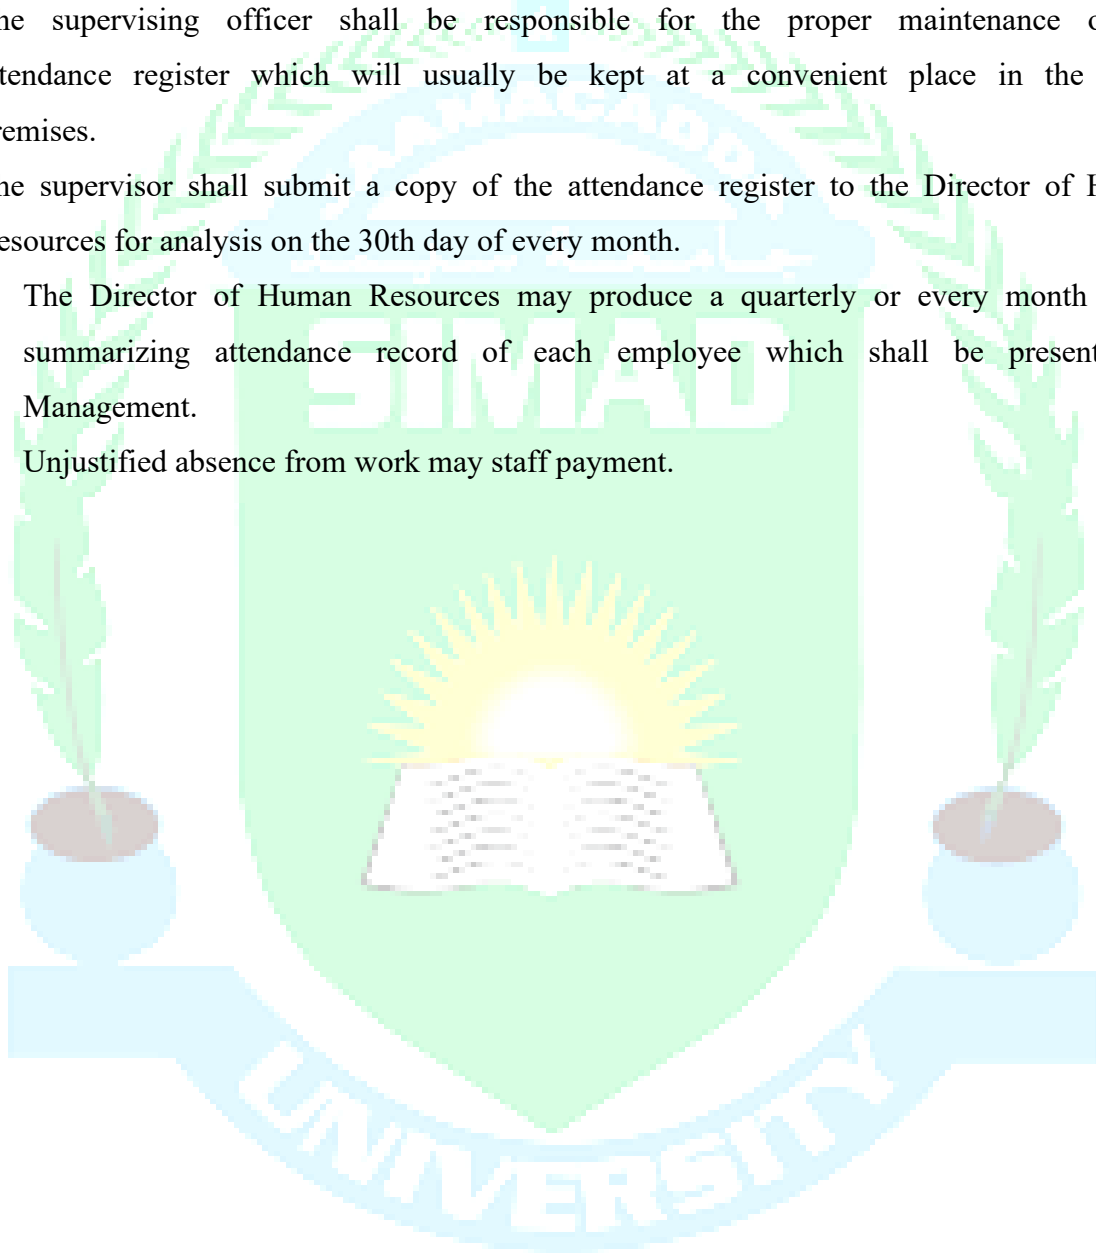 he supervising officer shall be responsible for the proper maintenance o
tendance register which will usually be kept at a convenient place in the
remises.
he supervisor shall submit a copy of the attendance register to the Director of H
esources for analysis on the 30th day of every month.
The Director of Human Resources may produce a quarterly or every month
summarizing attendance record of each employee which shall be present
Management.
Unjustified absence from work may staff payment.
JAAMACADDA
SIMAD
UNIVERSITY